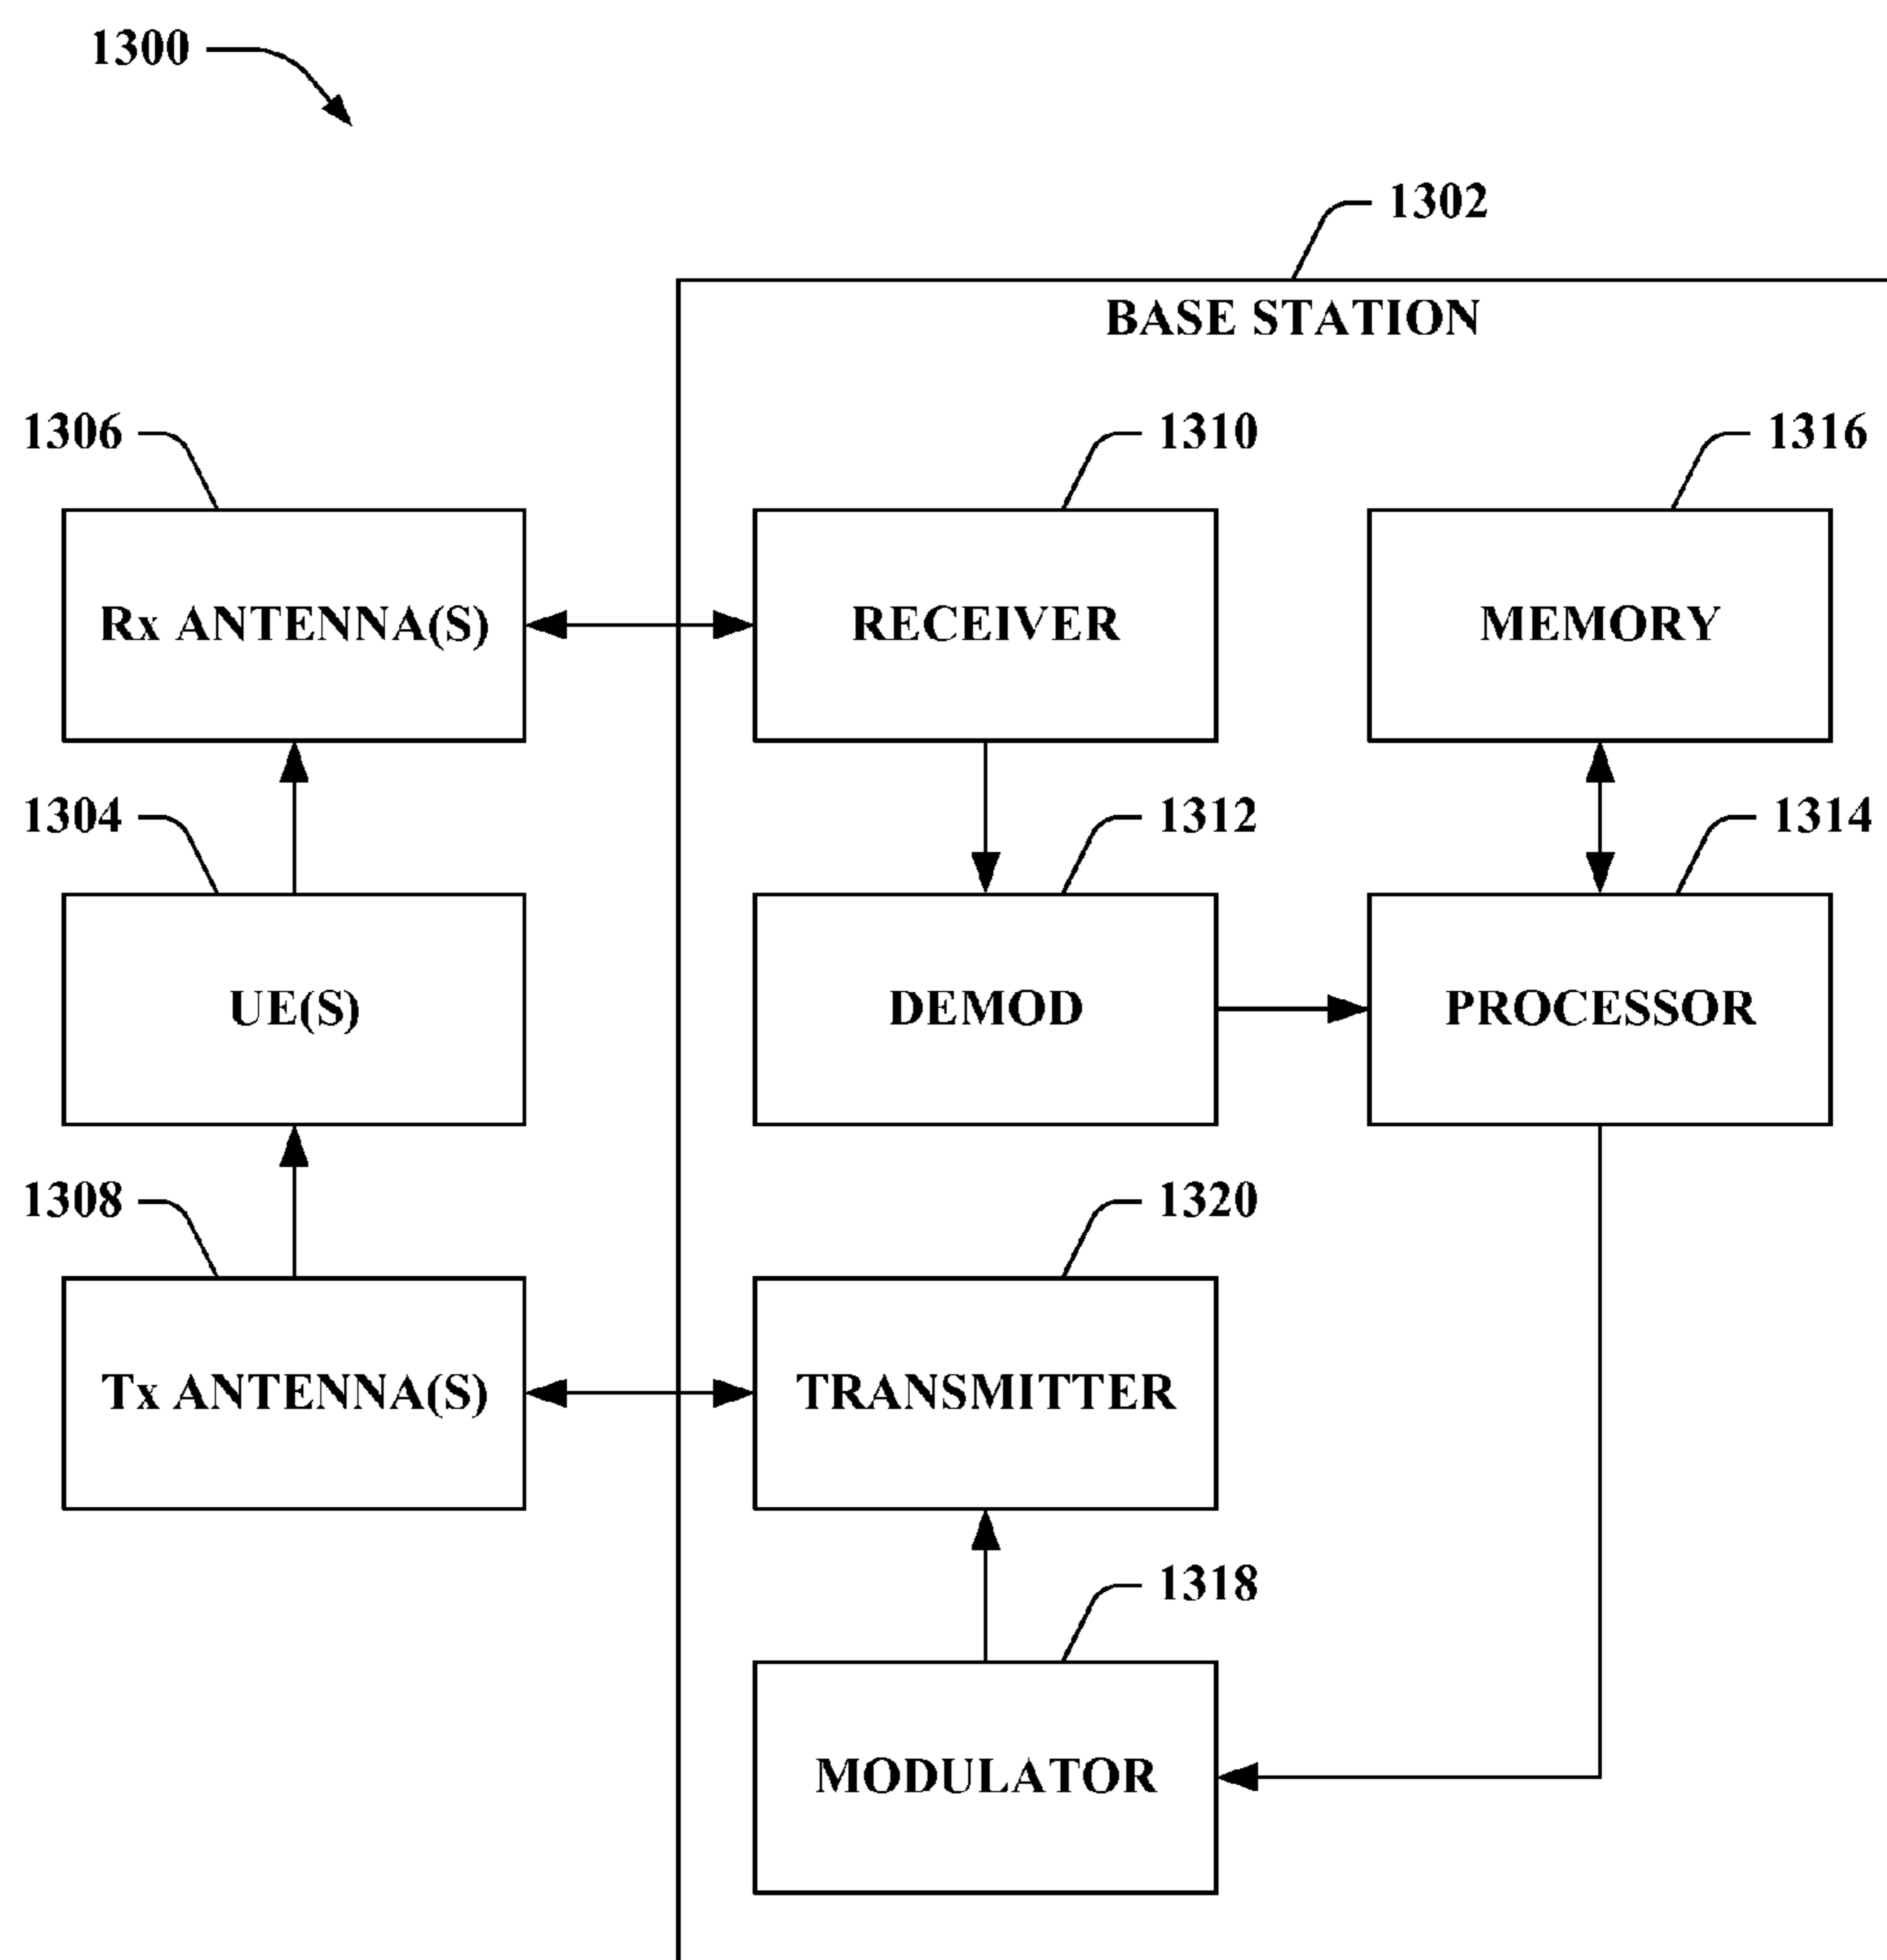 1300
1302
BASE STATION
1306
1310
1316
Rx ANTENNA(S)
RECEIVER
MEMORY
1304
1312
1314
UE(S)
DEMOD
PROCESSOR
1308
1320
Tx ANTENNA(S)
TRANSMITTER
1318
MODULATOR